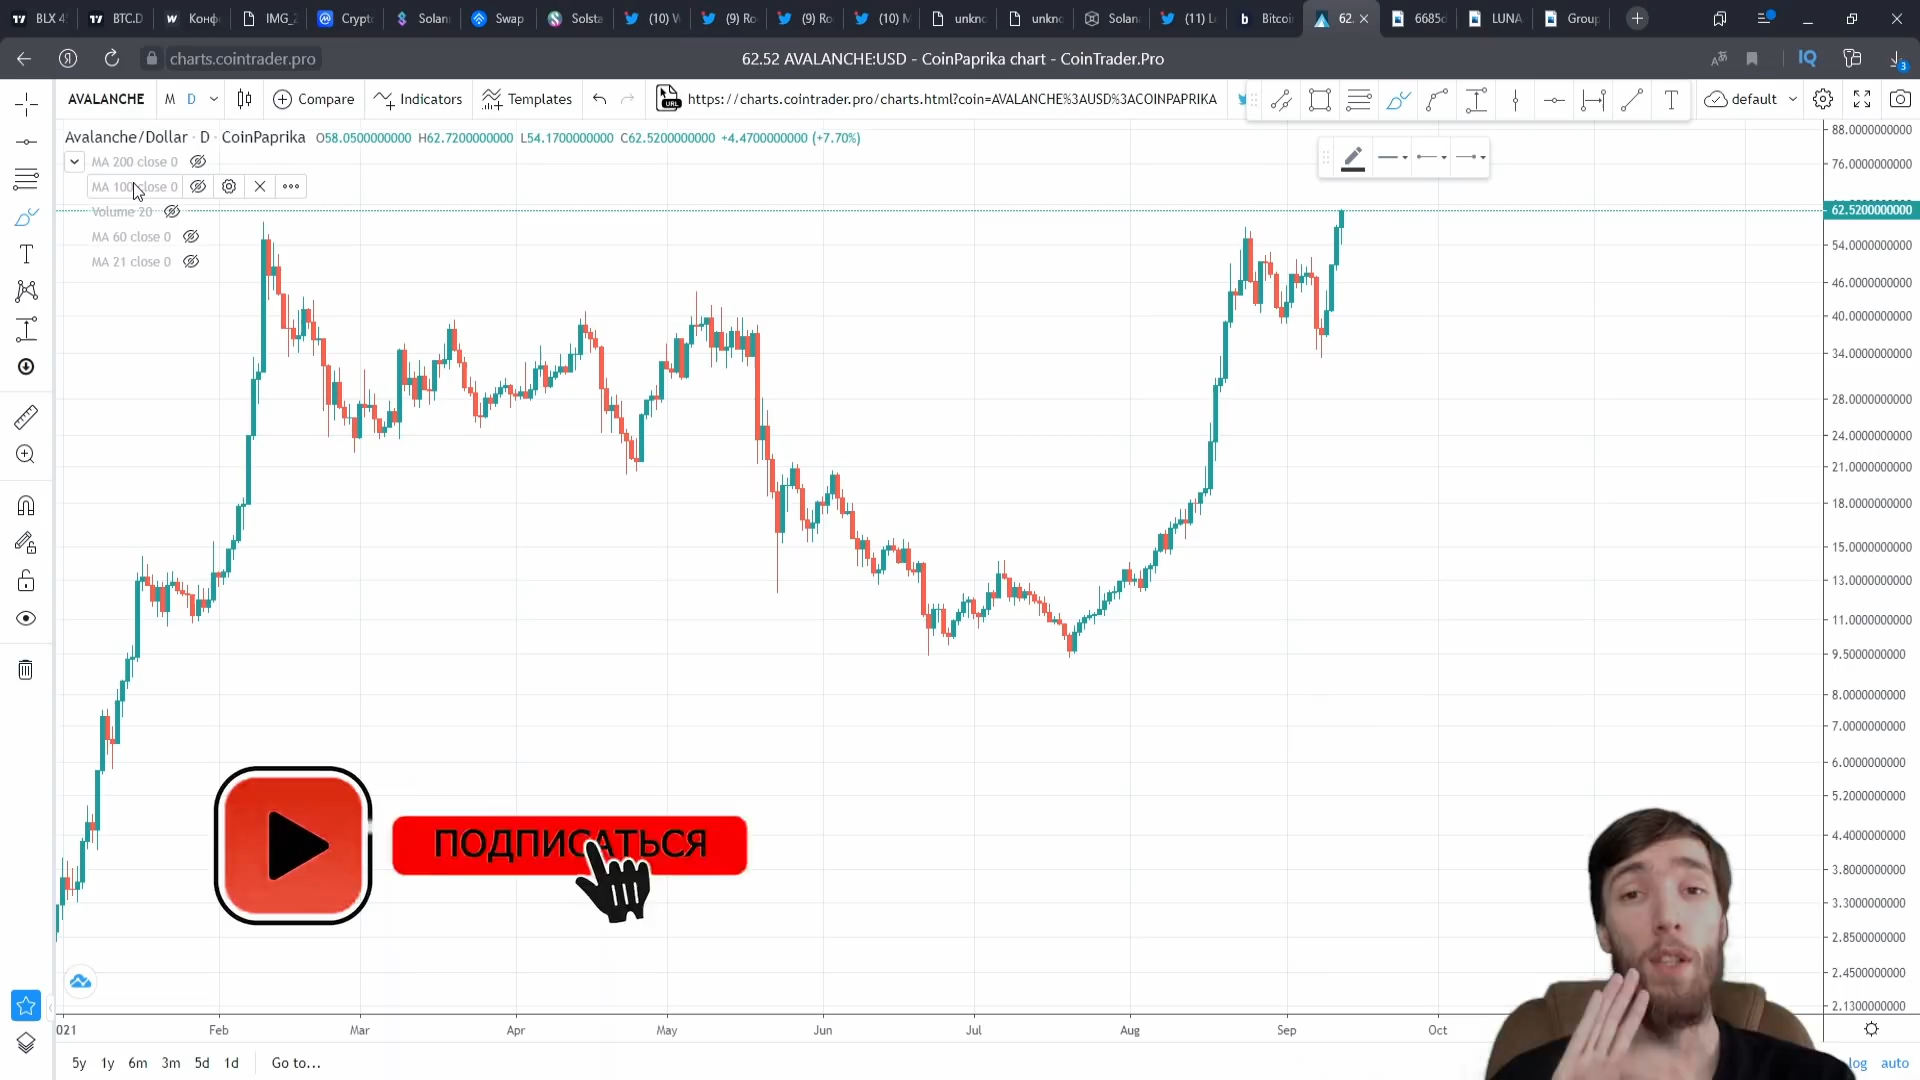 BLX 4
BTC.D
Конф
IMG_
Crypt
Solan
Swap
Solsta
(10) V
(9) Ro
(9) Ro
(10) M
unkno
unkno
Solan
(11) L
Bitcoi
62.
6685
LUNA
Group
charts.cointrader.pro
62.52 AVALANCHE:USD - CoinPaprika chart - CoinTrader.Pro
IQ
3
AVALANCHE M D Compare Indicators Templates URL https://charts.cointrader.pro/charts.html?coin=AVALANCHE%3AUSD%3ACOINPAPRIKA default
Avalanche/Dollar · D · CoinPaprika O58.0500000000 H62.7200000000 L54.1700000000 C62.5200000000 +4.4700000000 (+7.70%)
MA 200 close 0
MA 100 close 0
Volume 20
MA 60 close 0
MA 21 close 0
88.0000000000
76.0000000000
62.5200000000
54.0000000000
46.0000000000
40.0000000000
34.0000000000
28.0000000000
24.0000000000
21.0000000000
18.0000000000
15.0000000000
13.0000000000
11.0000000000
9.5000000000
8.0000000000
7.0000000000
6.0000000000
5.2000000000
4.4000000000
3.8000000000
3.3000000000
2.8500000000
2.4500000000
2.1300000000
ПОДПИСАТЬСЯ
021 Feb Mar Apr May Jun Jul Aug Sep Oct
5y 1y 6m 3m 5d 1d Go to... log auto